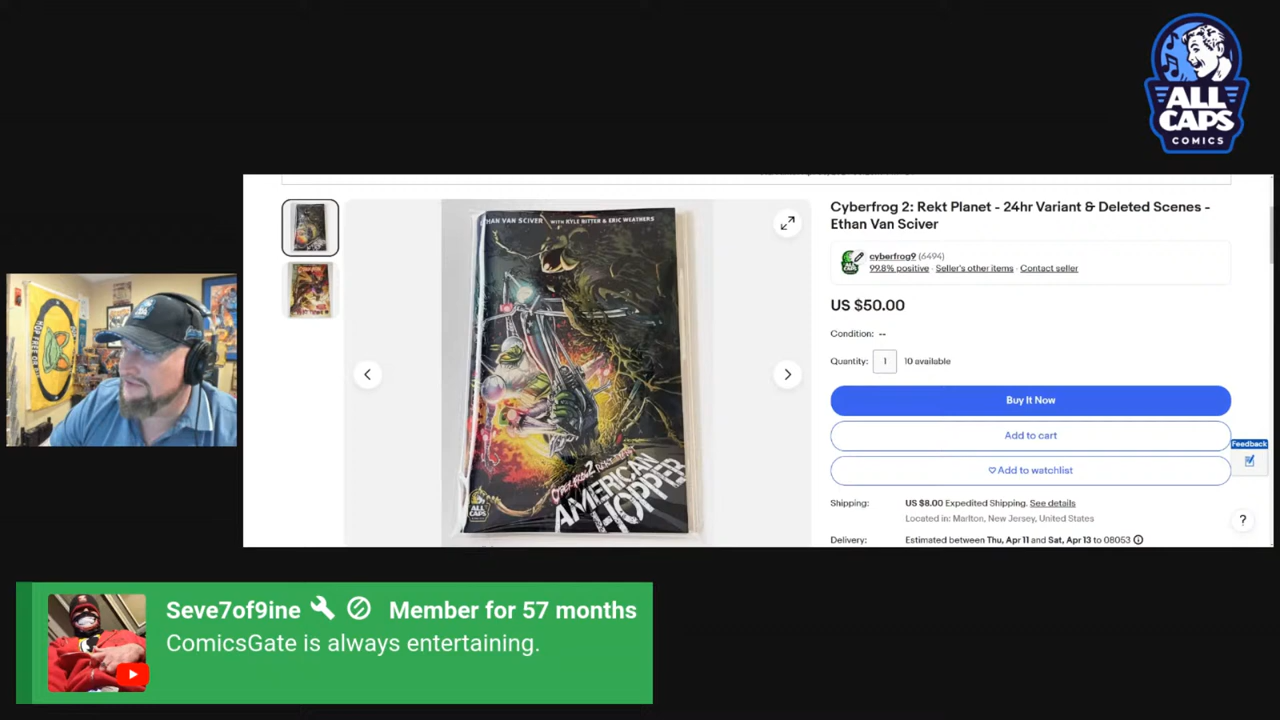 ALL
CAPS
COMICS
Cyberfrog 2: Rekt Planet - 24hr Variant & Deleted Scenes -
Ethan Van Sciver
cyberfrog9 (6494)
99.8% positive · Seller's other items · Contact seller
US $50.00
Condition: --
Quantity: 1 10 available
Buy It Now
Add to cart
Add to watchlist
Feedback
Shipping: US $8.00 Expedited Shipping. See details
Located in: Marlton, New Jersey, United States
Delivery: Estimated between Thu, Apr 11 and Sat, Apr 13 to 08053
?
ETHAN VAN SCIVER WITH KYLE RITTER & ERIC WEATHERS
AMERICAN
HOPPER
ALL
CAPS
Seve7of9ine Member for 57 months
ComicsGate is always entertaining.